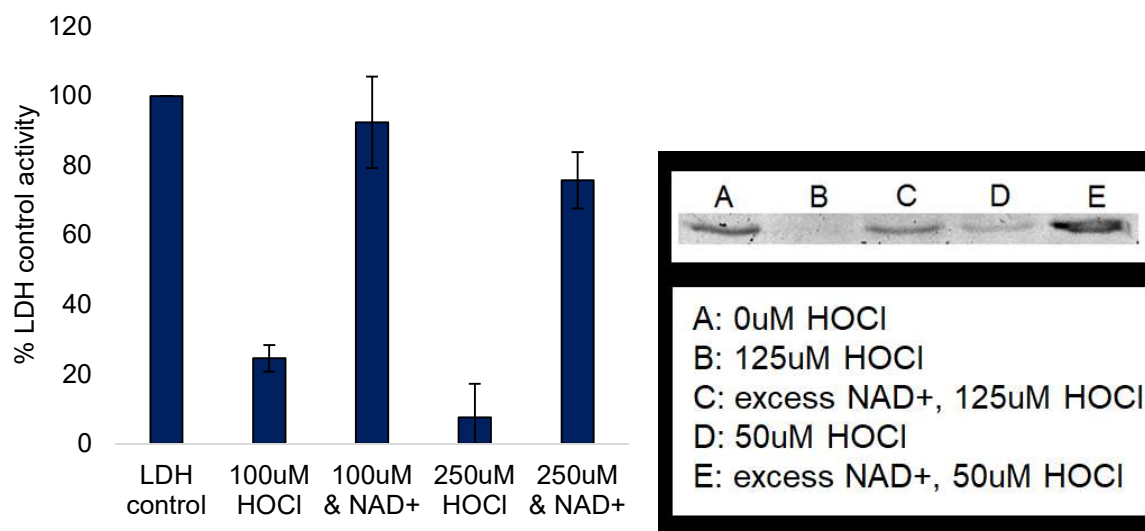 120
100
80
60
40
20
0
% LDH control activity
LDH control
100uM HOCl
100uM & NAD+
250uM HOCl
250uM & NAD+
A B C D E
A: 0uM HOCl
B: 125uM HOCl
C: excess NAD+, 125uM HOCl
D: 50uM HOCl
E: excess NAD+, 50uM HOCl